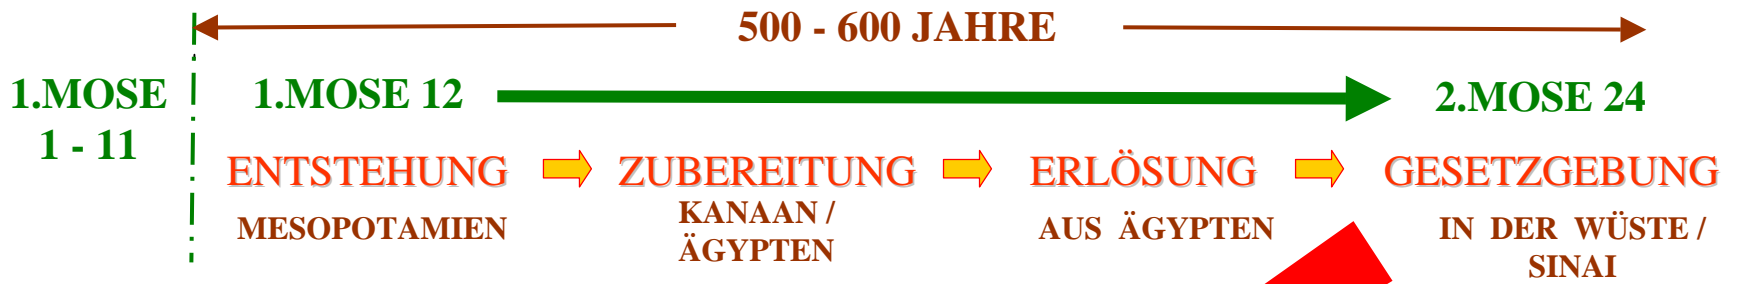 500 - 600 JAHRE
1.MOSE
1 - 11
1.MOSE 12
2.MOSE 24
ENTSTEHUNG
ZUBEREITUNG
ERLÖSUNG
GESETZGEBUNG
MESOPOTAMIEN
KANAAN /
ÄGYPTEN
AUS ÄGYPTEN
IN DER WÜSTE /
SINAI